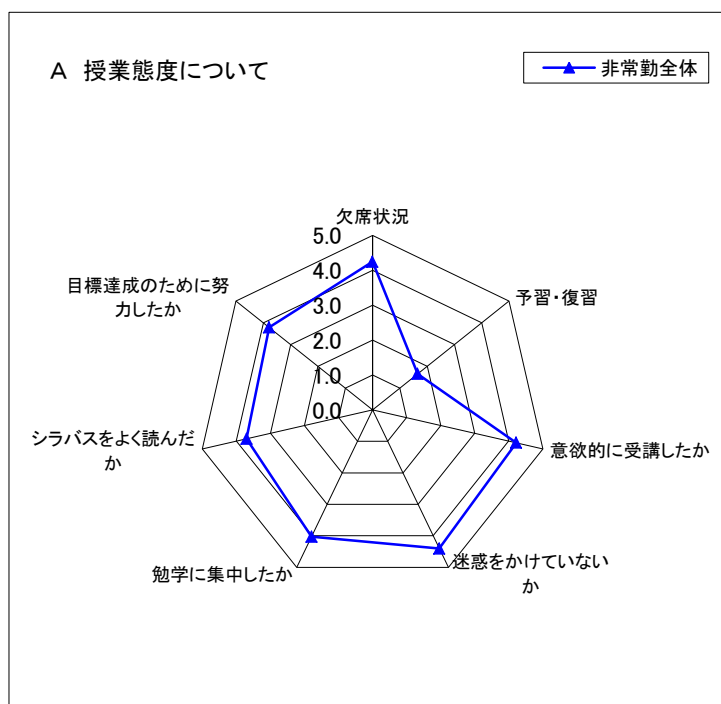 A 授業態度について
非常勤全体
欠席状況
5.0
4.0
3.0
2.0
1.0
0.0
予習・復習
意欲的に受講したか
迷惑をかけていない
か
勉学に集中したか
シラバスをよく読んだ
か
目標達成のために努
力したか